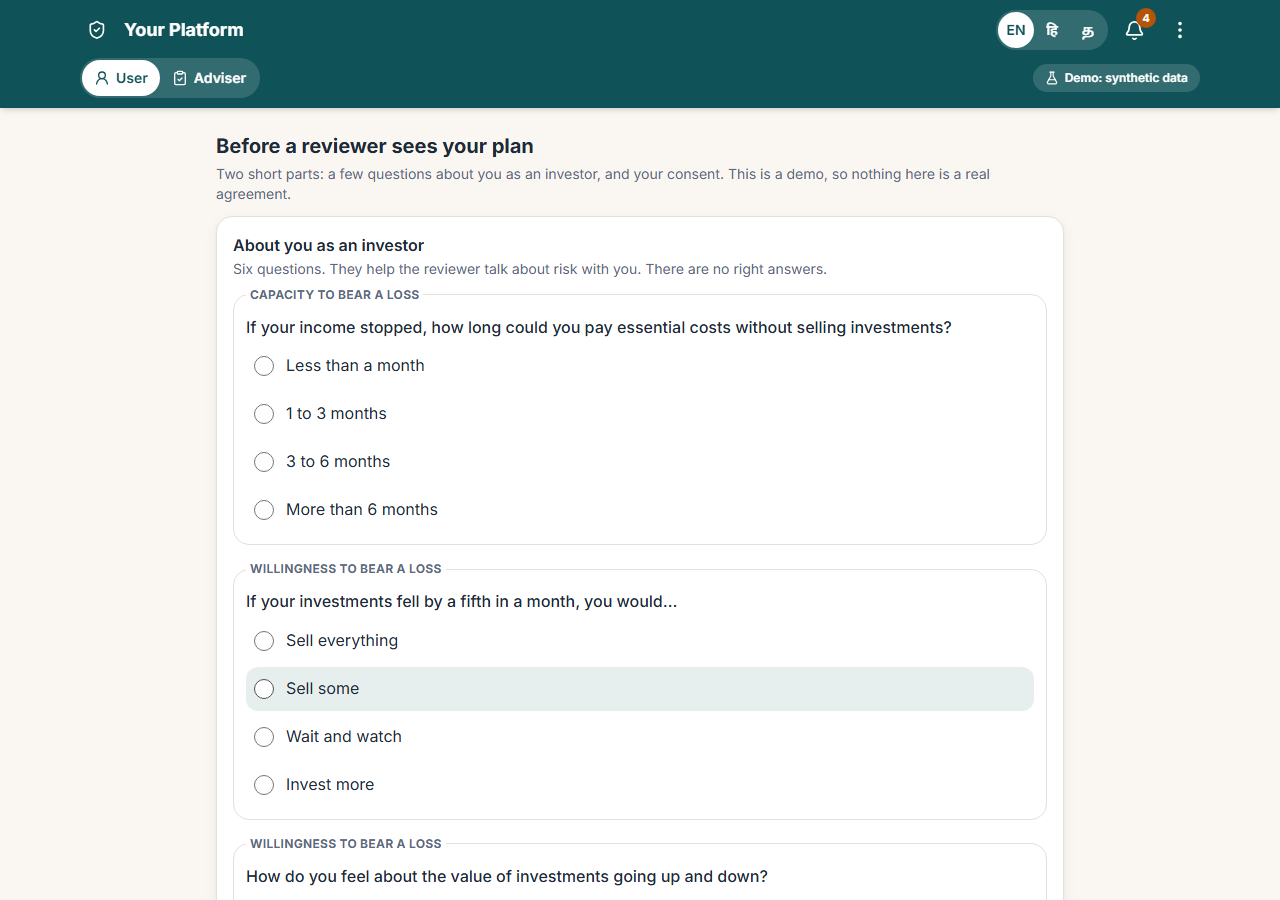 Your Platform
EN हि த 4
User Adviser Demo: synthetic data
Before a reviewer sees your plan
Two short parts: a few questions about you as an investor, and your consent. This is a demo, so nothing here is a real
agreement.
About you as an investor
Six questions. They help the reviewer talk about risk with you. There are no right answers.
CAPACITY TO BEAR A LOSS
If your income stopped, how long could you pay essential costs without selling investments?
Less than a month
1 to 3 months
3 to 6 months
More than 6 months
WILLINGNESS TO BEAR A LOSS
If your investments fell by a fifth in a month, you would...
Sell everything
Sell some
Wait and watch
Invest more
WILLINGNESS TO BEAR A LOSS
How do you feel about the value of investments going up and down?